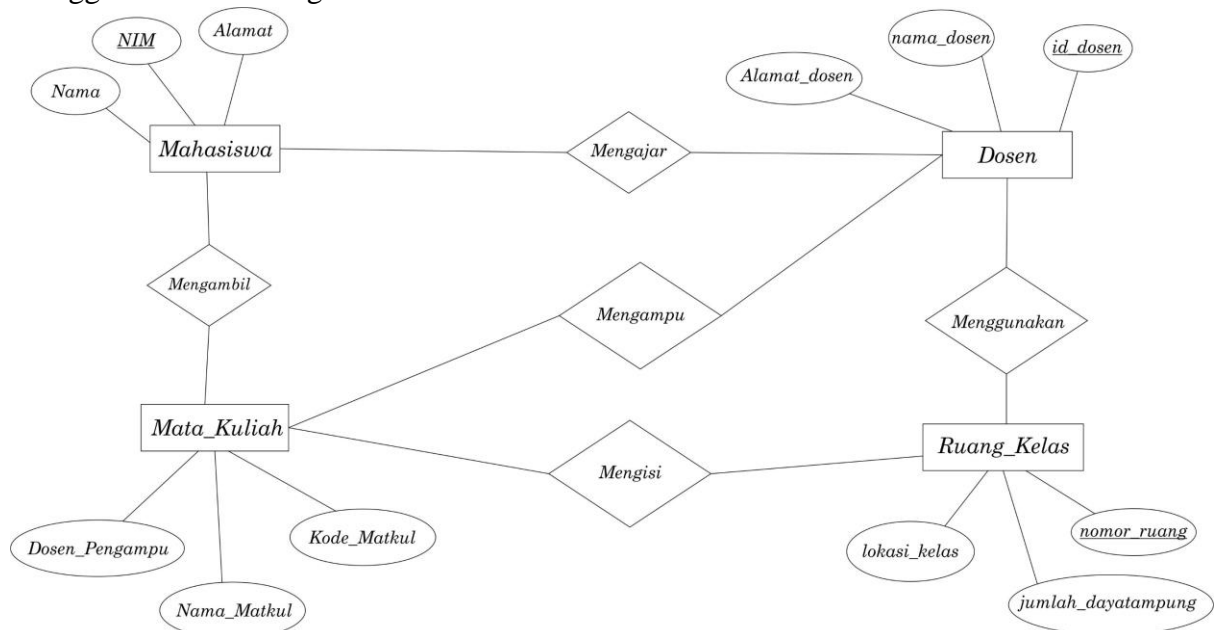 NIM
Alamat
Nama
Mahasiswa
Mengajar
nama_dosen
id_dosen
Alamat_dosen
Dosen
Mengambil
Mengampu
Menggunakan
Mata_Kuliah
Mengisi
Ruang_Kelas
Dosen_Pengampu
Kode_Matkul
Nama_Matkul
lokasi_kelas
nomor_ruang
jumlah_dayatampung